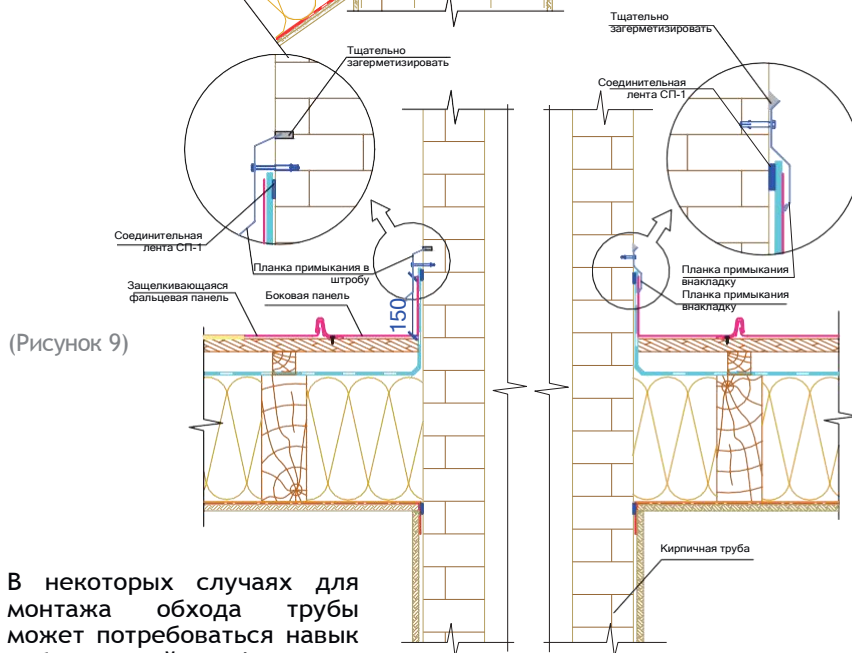 Тщательно
загерметизировать
Тщательно
загерметизировать
Соединительная
лента СП-1
Соединительная
лента СП-1
Планка примыкания в
штробу
Планка примыкания
внакладку
Планка примыкания
внакладку
Защелкивающаяся
фальцевая панель
Боковая панель
150
(Рисунок 9)
Кирпичная труба
В некоторых случаях для
монтажа обхода трубы
может потребоваться навык